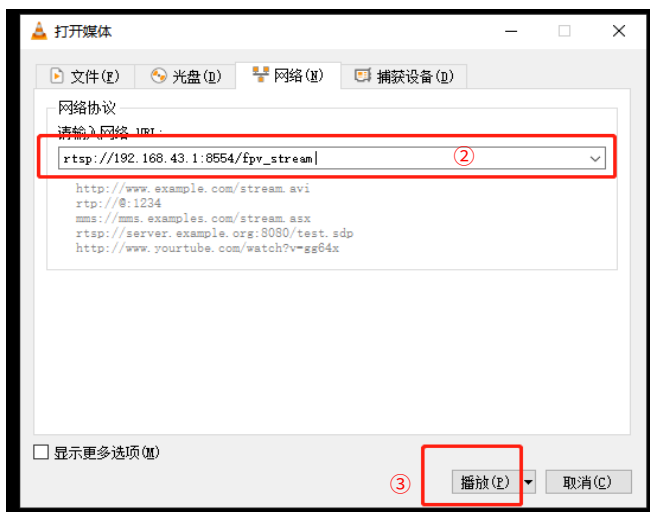 打开媒体
文件(F) 光盘(D) 网络(N) 捕获设备(D)
网络协议
请输入网络 URL:
rtsp://192.168.43.1:8554/fpv_stream ②
http://www.example.com/stream.avi
rtp://@:1234
mms://mms.examples.com/stream.asx
rtsp://server.example.org:8080/test.sdp
http://www.yourtube.com/watch?v=gg64x
显示更多选项(M)
③ 播放(P) 取消(C)